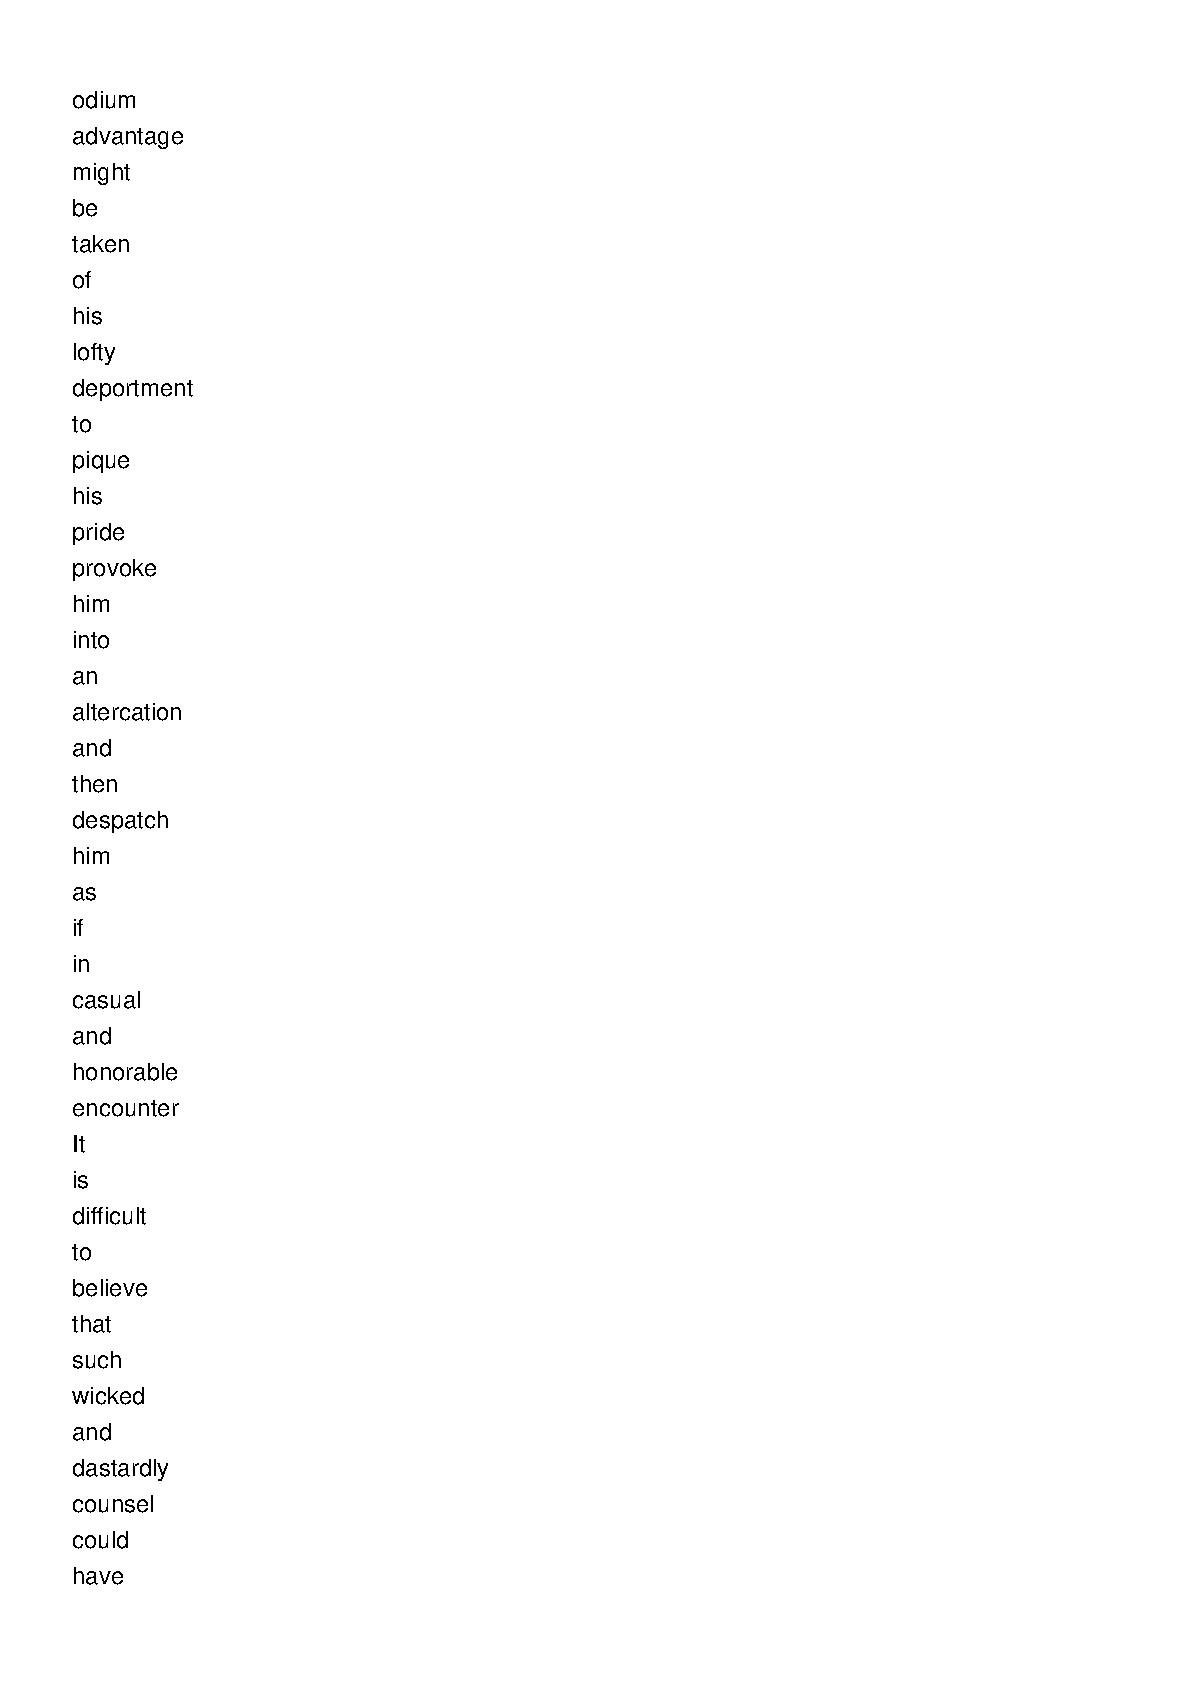 odium
advantage
might
be
taken
of
his
lofty
deportment
to
pique
his
pride
provoke
him
into
an
altercation
and
then
despatch
him
as
if
in
casual
and
honorable
encounter
It
is
difficult
to
believe
that
such
wicked
and
dastardly
counsel
could
have